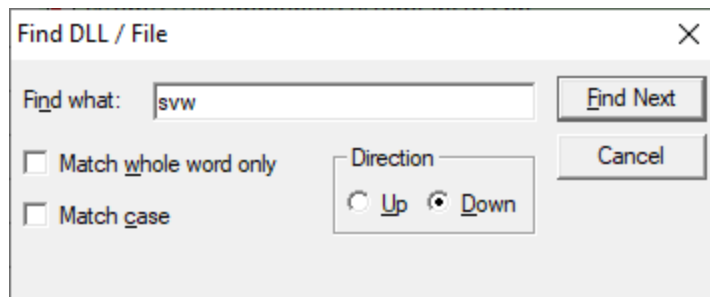 Find DLL / File
Find what: svw Find Next
Match whole word only Direction Cancel
Up Down
Match case